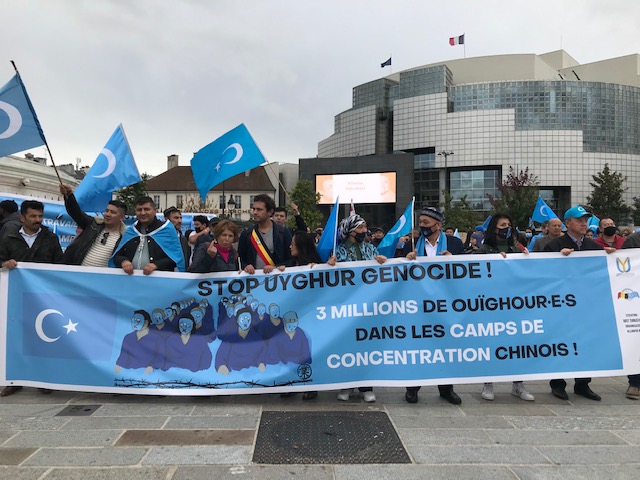 STOP UYGHUR GENOCIDE !
3 MILLIONS DE OUÏGHOUR·E·S
DANS LES CAMPS DE
CONCENTRATION CHINOIS !